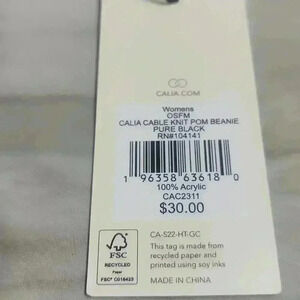 CALIA.COM
Womens
OSFM
CALIA CABLE KNIT POM BEANIE
PURE BLACK
RN#104141
1 96358 63618 0
100% Acrylic
CAC2311
$30.00
CA-S22-HT-GC
This tag is made from
recycled paper and
printed using soy inks
MADE IN CHINA
FSC
RECYCLED
Paper
FSC® C016423